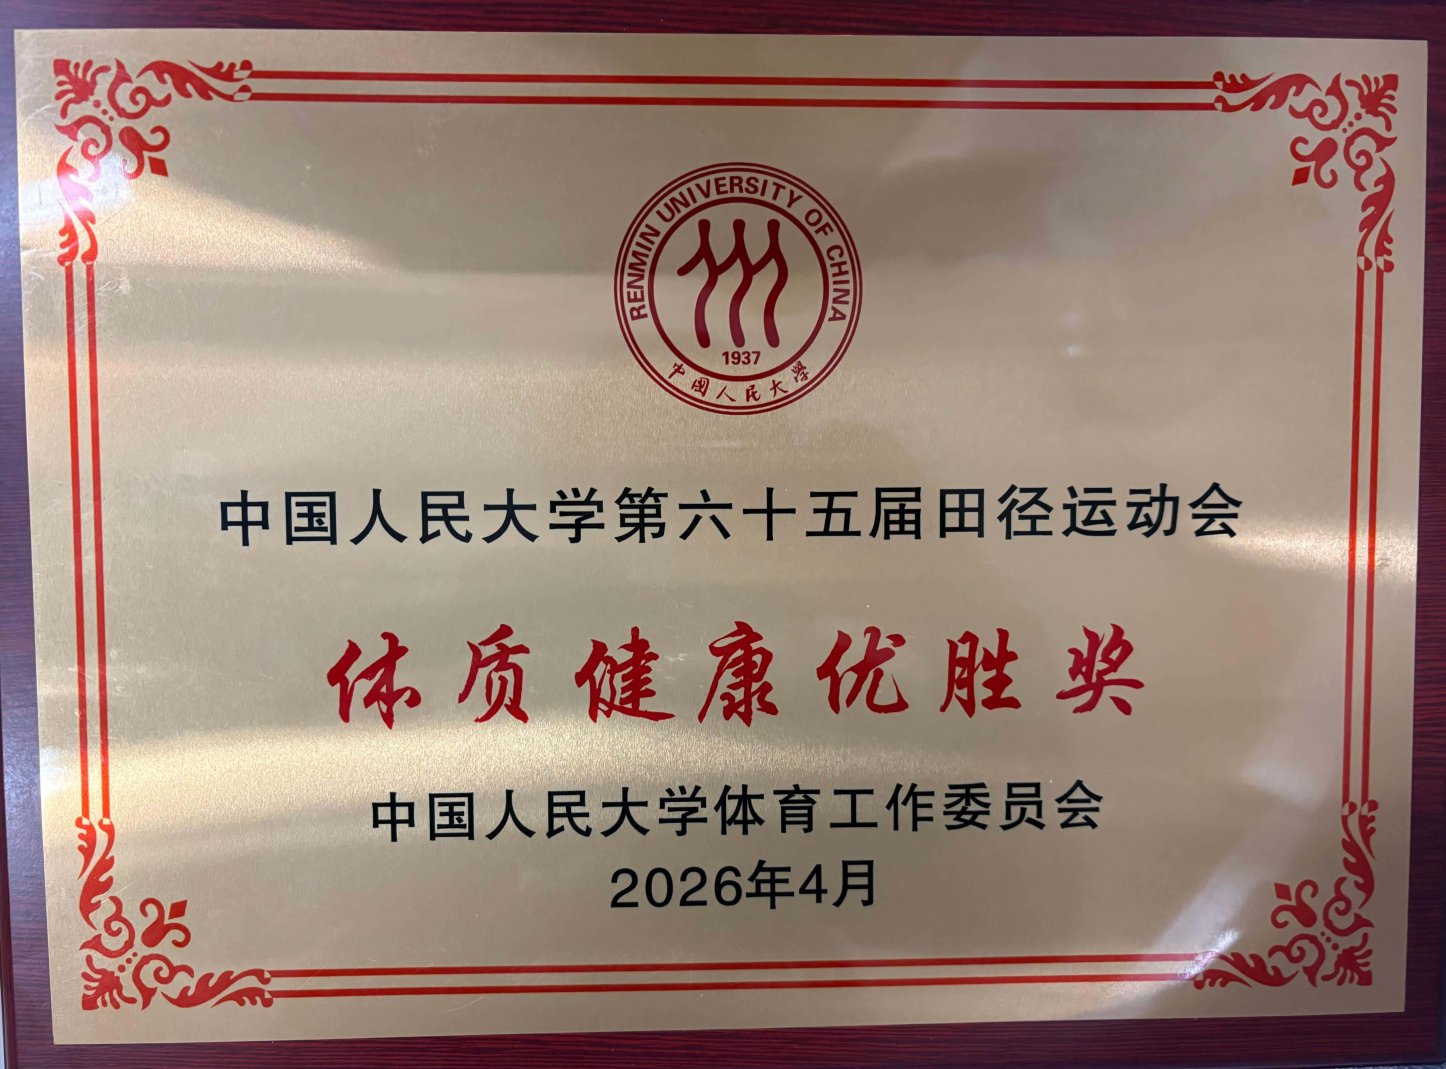 RENMIN UNIVERSITY OF CHINA
1937
中国人民大学
中国人民大学第六十五届田径运动会
体质健康优胜奖
中国人民大学体育工作委员会
2026年4月